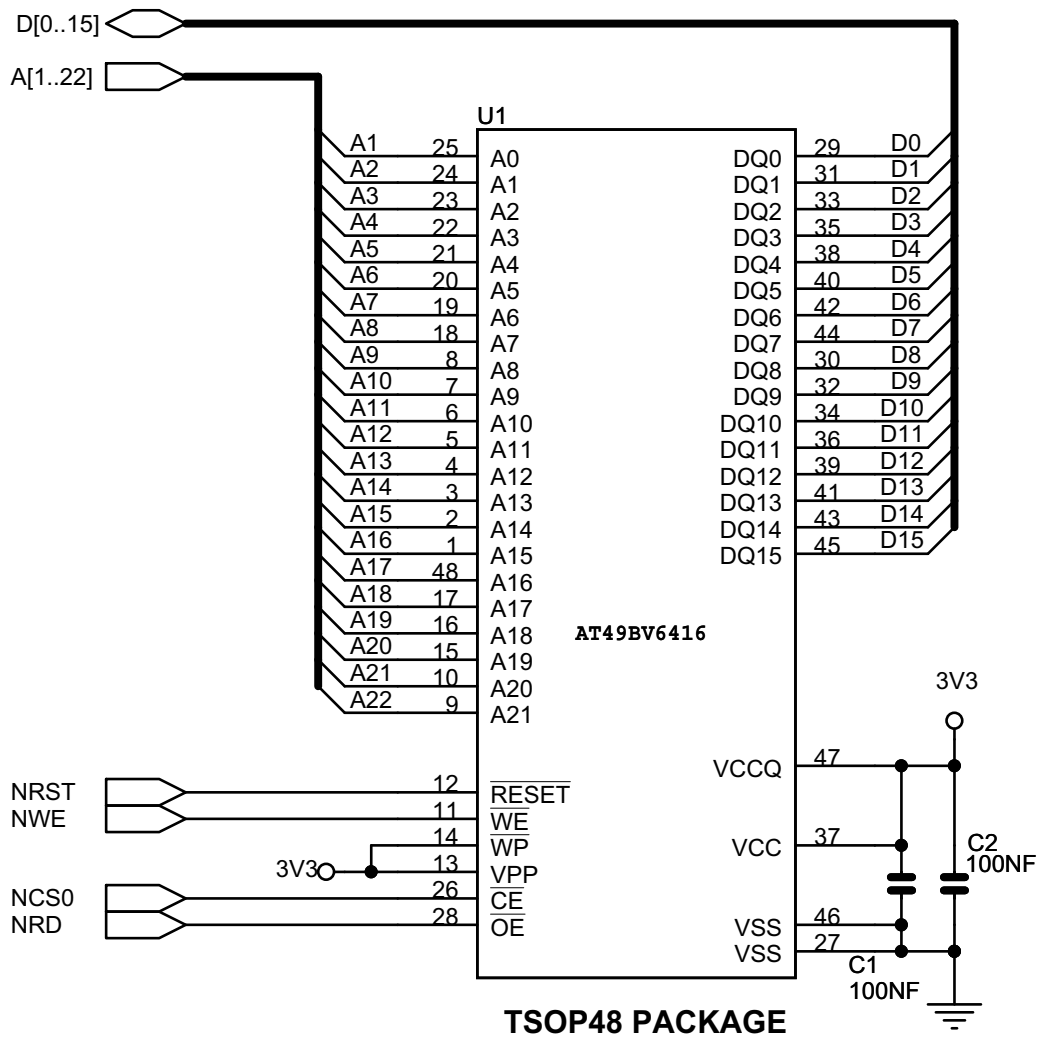 D[0..15]
A[1..22]
U1
A1 25 A0 DQ0 29 D0
A2 24 A1 DQ1 31 D1
A3 23 A2 DQ2 33 D2
A4 22 A3 DQ3 35 D3
A5 21 A4 DQ4 38 D4
A6 20 A5 DQ5 40 D5
A7 19 A6 DQ6 42 D6
A8 18 A7 DQ7 44 D7
A9 8 A8 DQ8 30 D8
A10 7 A9 DQ9 32 D9
A11 6 A10 DQ10 34 D10
A12 5 A11 DQ11 36 D11
A13 4 A12 DQ12 39 D12
A14 3 A13 DQ13 41 D13
A15 2 A14 DQ14 43 D14
A16 1 A15 DQ15 45 D15
A17 48 A16
A18 17 A17
A19 16 A18
AT49BV6416
A20 15 A19
A21 10 A20
A22 9 A21
3V3
VCCQ 47
NRST 12 RESET
NWE 11 WE
14 WP
VCC 37
3V3 13 VPP
C2
100NF
NCS0 26 CE
NRD 28 OE
VSS 46
VSS 27
C1
100NF
TSOP48 PACKAGE